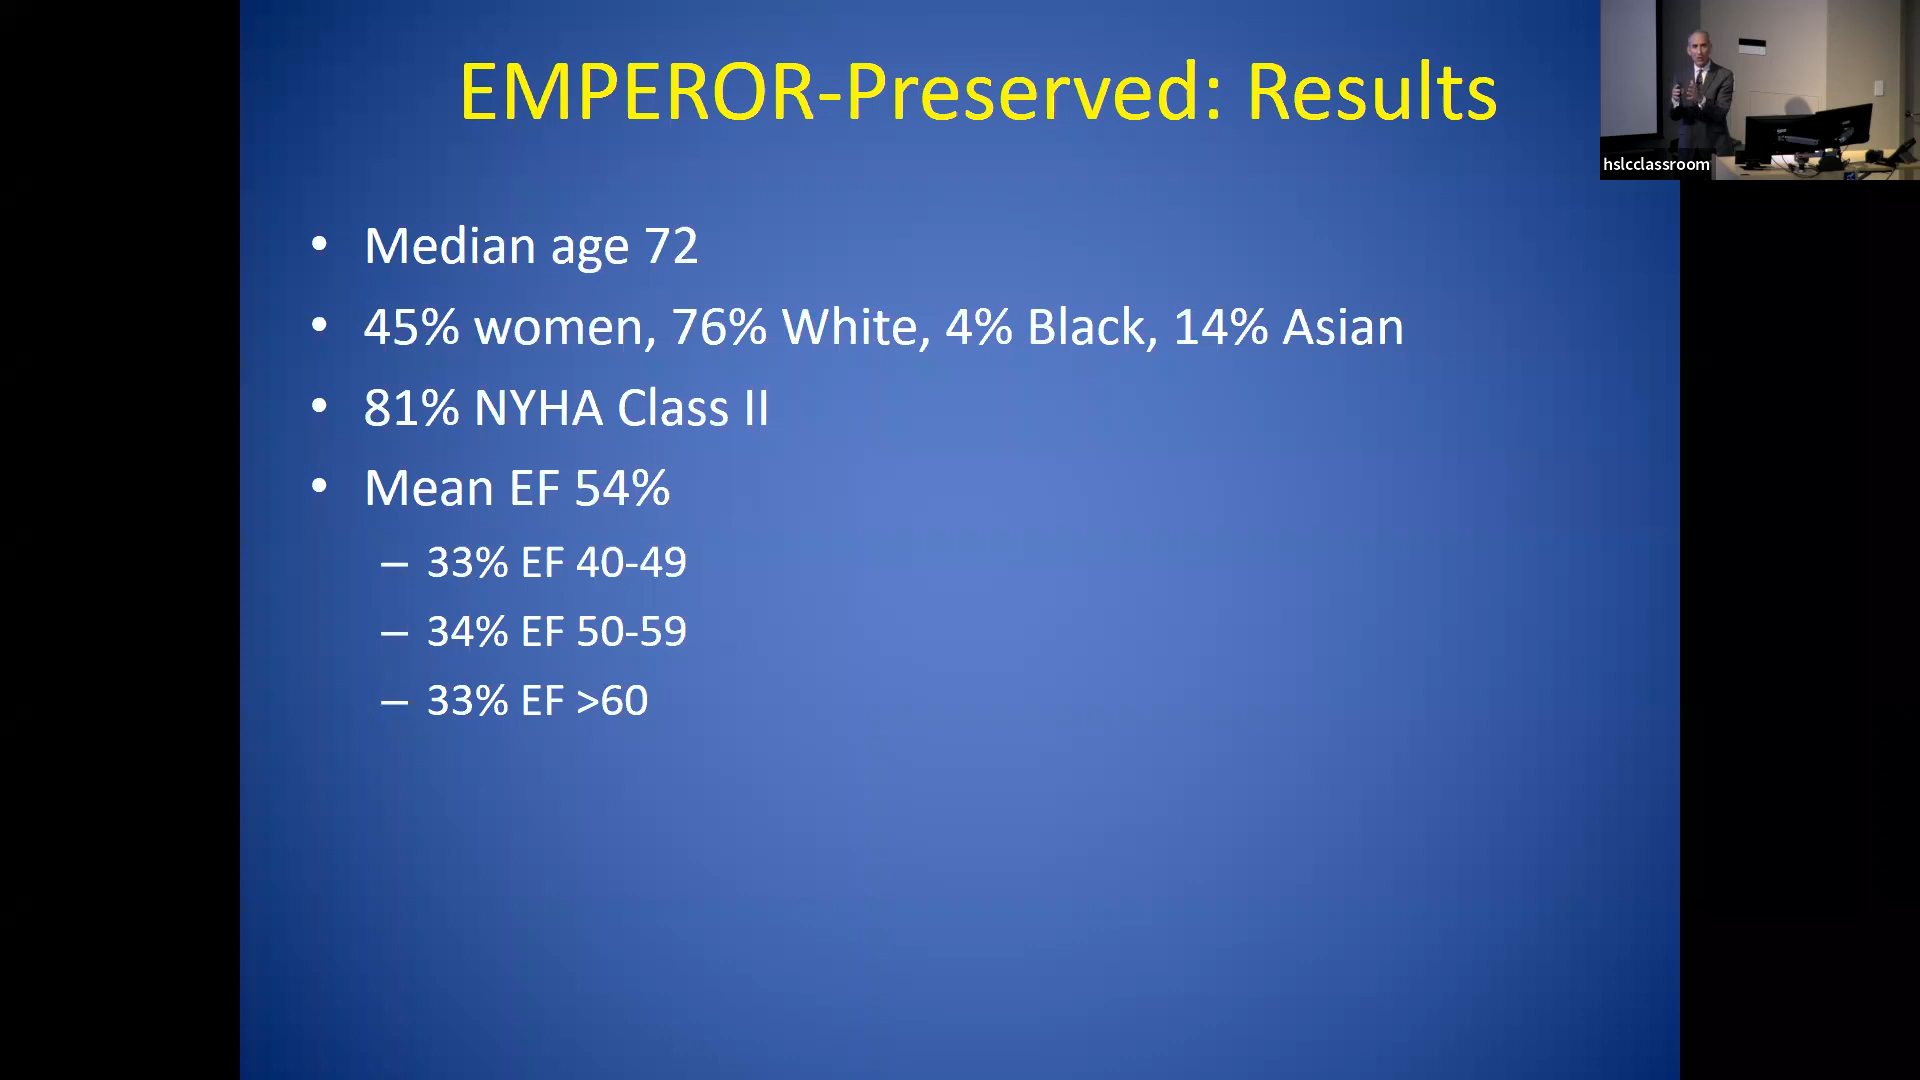 EMPEROR-Preserved: Results
hslcclassroom
• Median age 72
• 45% women, 76% White, 4% Black, 14% Asian
• 81% NYHA Class II
• Mean EF 54%
– 33% EF 40-49
– 34% EF 50-59
– 33% EF >60